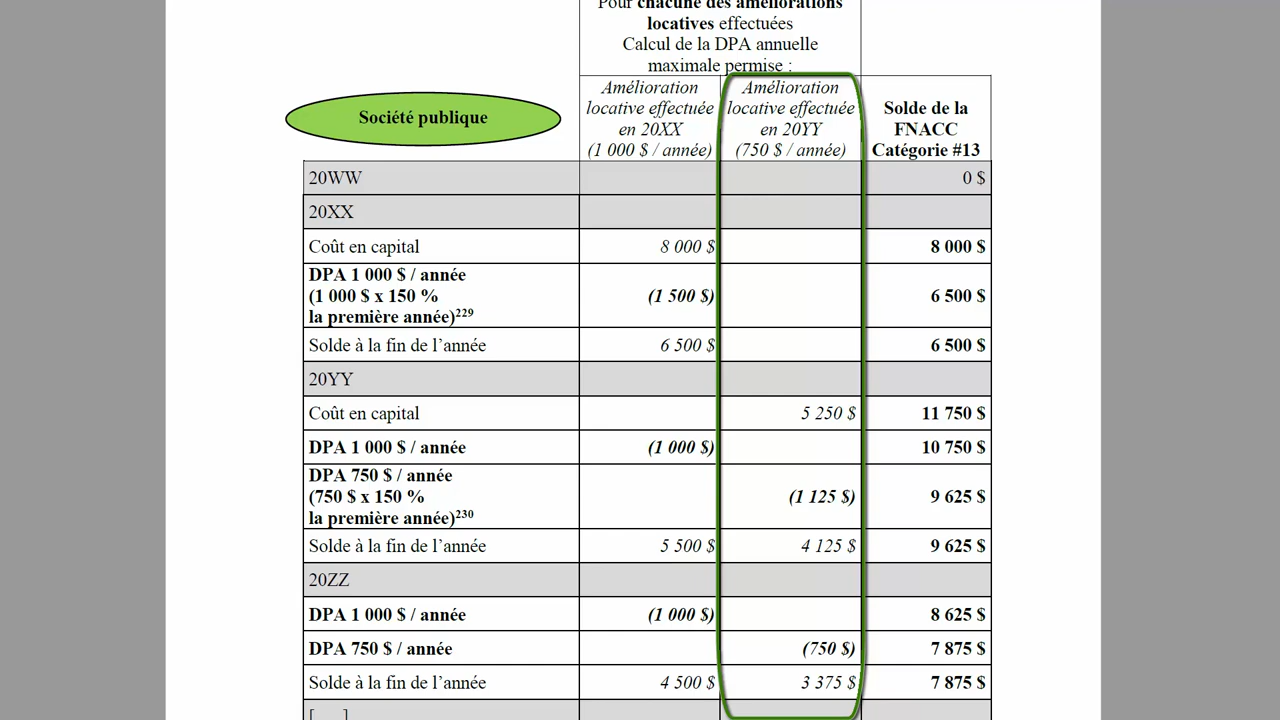 Pour chacune des améliorations
locatives effectuées
Calcul de la DPA annuelle
maximale permise :
Société publique
Amélioration
locative effectuée
en 20XX
(1 000 $ / année)
Amélioration
locative effectuée
en 20YY
(750 $ / année)
Solde de la
FNACC
Catégorie #13
20WW 0 $
20XX
Coût en capital 8 000 $ 8 000 $
DPA 1 000 $ / année
(1 000 $ x 150 %
la première année)229 (1 500 $) 6 500 $
Solde à la fin de l’année 6 500 $ 6 500 $
20YY
Coût en capital 5 250 $ 11 750 $
DPA 1 000 $ / année (1 000 $) 10 750 $
DPA 750 $ / année
(750 $ x 150 %
la première année)230 (1 125 $) 9 625 $
Solde à la fin de l’année 5 500 $ 4 125 $ 9 625 $
20ZZ
DPA 1 000 $ / année (1 000 $) 8 625 $
DPA 750 $ / année (750 $) 7 875 $
Solde à la fin de l’année 4 500 $ 3 375 $ 7 875 $